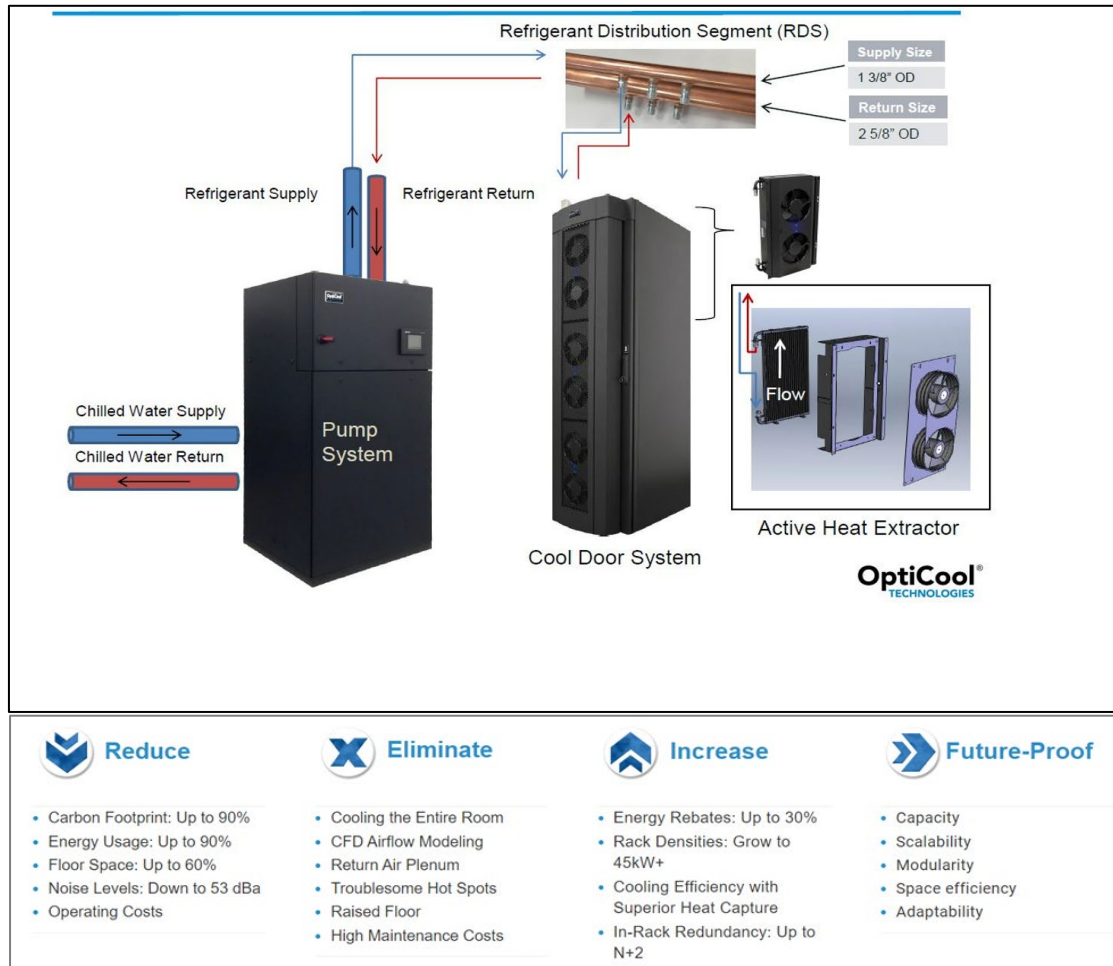 Refrigerant Distribution Segment (RDS)
Supply Size
1 3/8" OD
Return Size
2 5/8" OD
Refrigerant Supply
Refrigerant Return
OptiCool
Chilled Water Supply
Chilled Water Return
Pump
System
Flow
Cool Door System
Active Heat Extractor
OptiCool®
TECHNOLOGIES
Reduce
• Carbon Footprint: Up to 90%
• Energy Usage: Up to 90%
• Floor Space: Up to 60%
• Noise Levels: Down to 53 dBa
• Operating Costs
Eliminate
• Cooling the Entire Room
• CFD Airflow Modeling
• Return Air Plenum
• Troublesome Hot Spots
• Raised Floor
• High Maintenance Costs
Increase
• Energy Rebates: Up to 30%
• Rack Densities: Grow to
45kW+
• Cooling Efficiency with
Superior Heat Capture
• In-Rack Redundancy: Up to
N+2
Future-Proof
• Capacity
• Scalability
• Modularity
• Space efficiency
• Adaptability